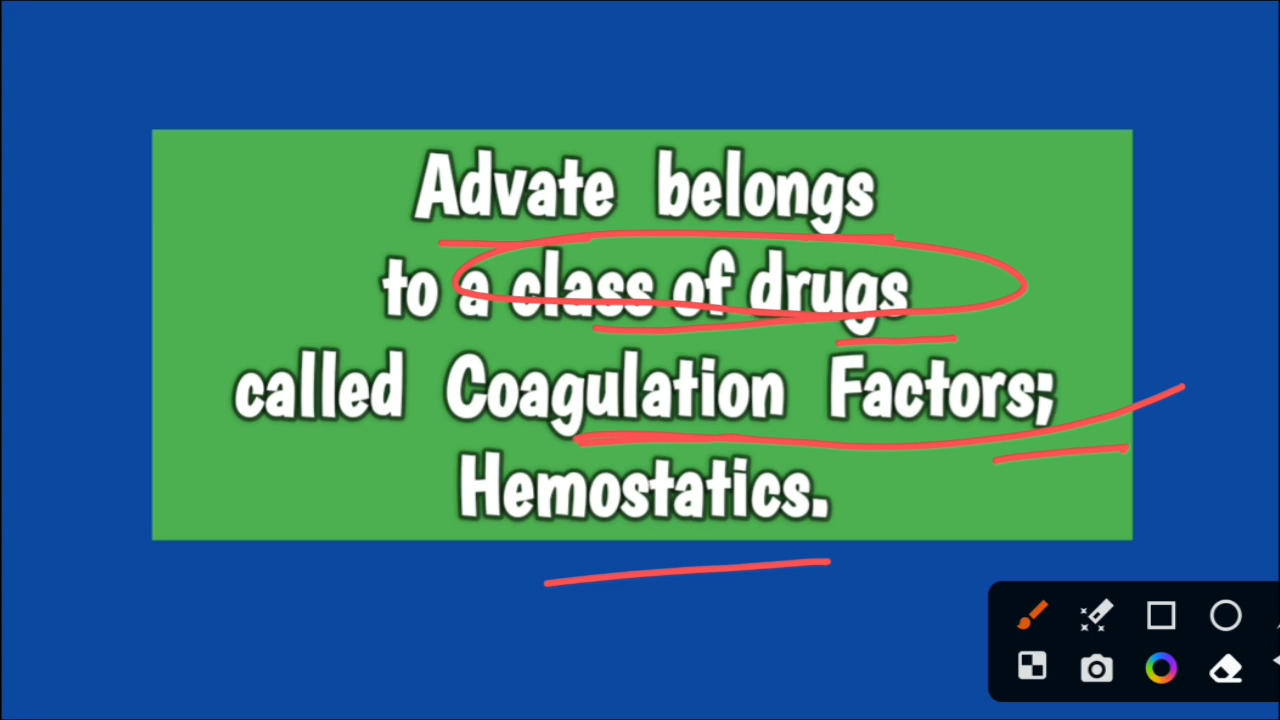 Advate belongs
to a class of drugs
called Coagulation Factors;
Hemostatics.